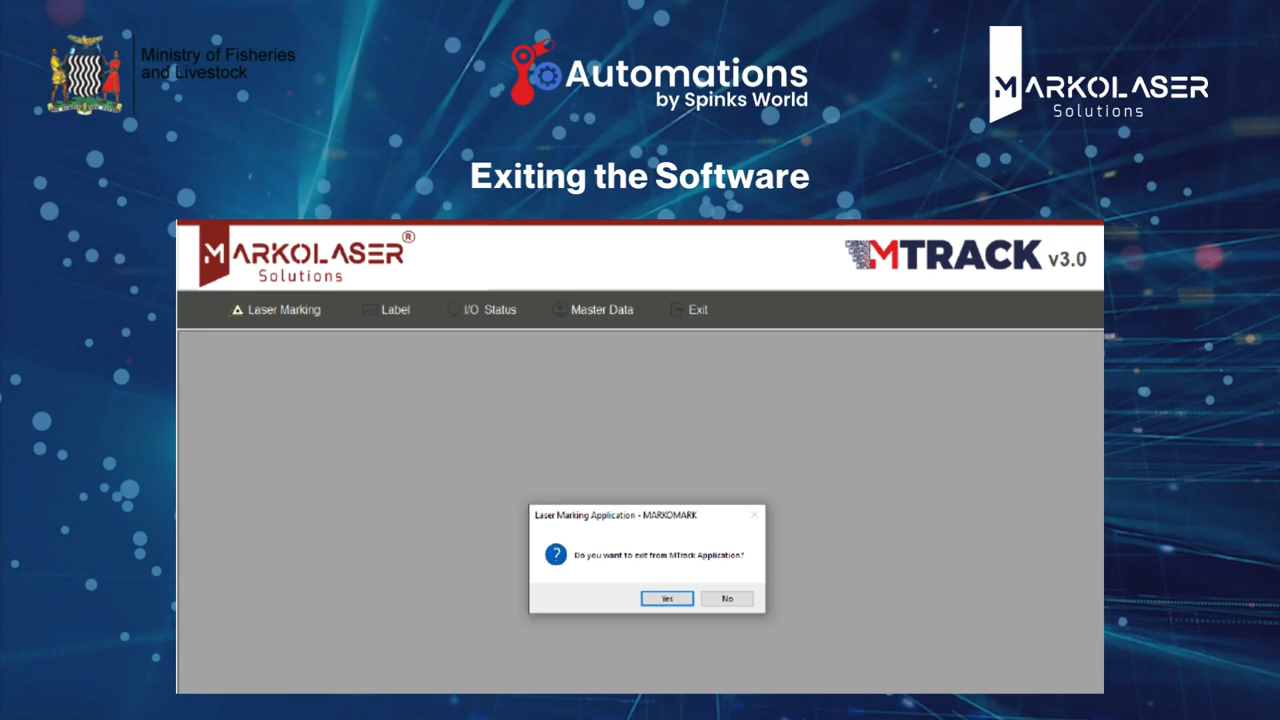 Ministry of Fisheries
and Livestock
Automations
by Spinks World
MARKOLASER
Solutions
Exiting the Software
MARKOLASER®
Solutions
MTRACK v3.0
Laser Marking
Label
I/O Status
Master Data
Exit
Laser Marking Application - MARKOMARK
Do you want to exit from MTrack Application?
Yes
No